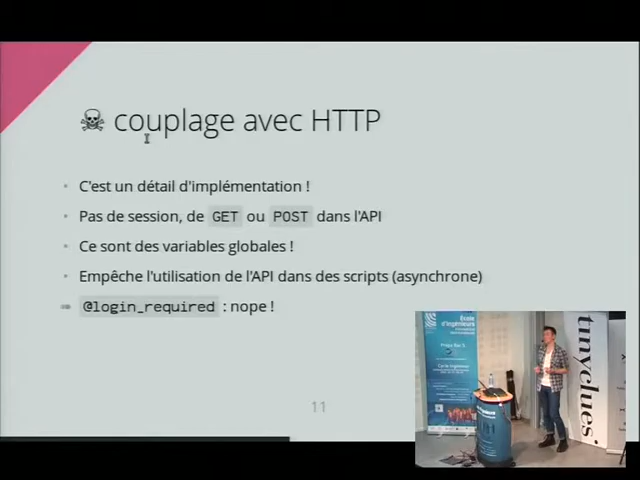 ☠ couplage avec HTTP
• C'est un détail d'implémentation !
• Pas de session, de GET ou POST dans l'API
• Ce sont des variables globales !
• Empêche l'utilisation de l'API dans des scripts (asynchrone)
⇒ @login_required : nope !
11
École
d'ingénieurs
tinyclues